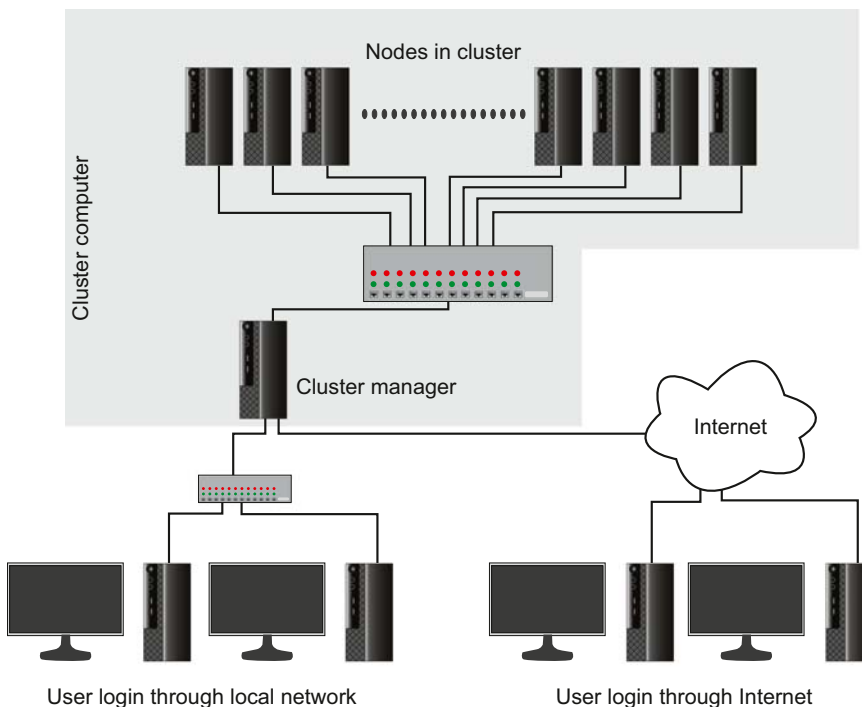 Nodes in cluster
Cluster computer
Cluster manager
Internet
User login through local network
User login through Internet